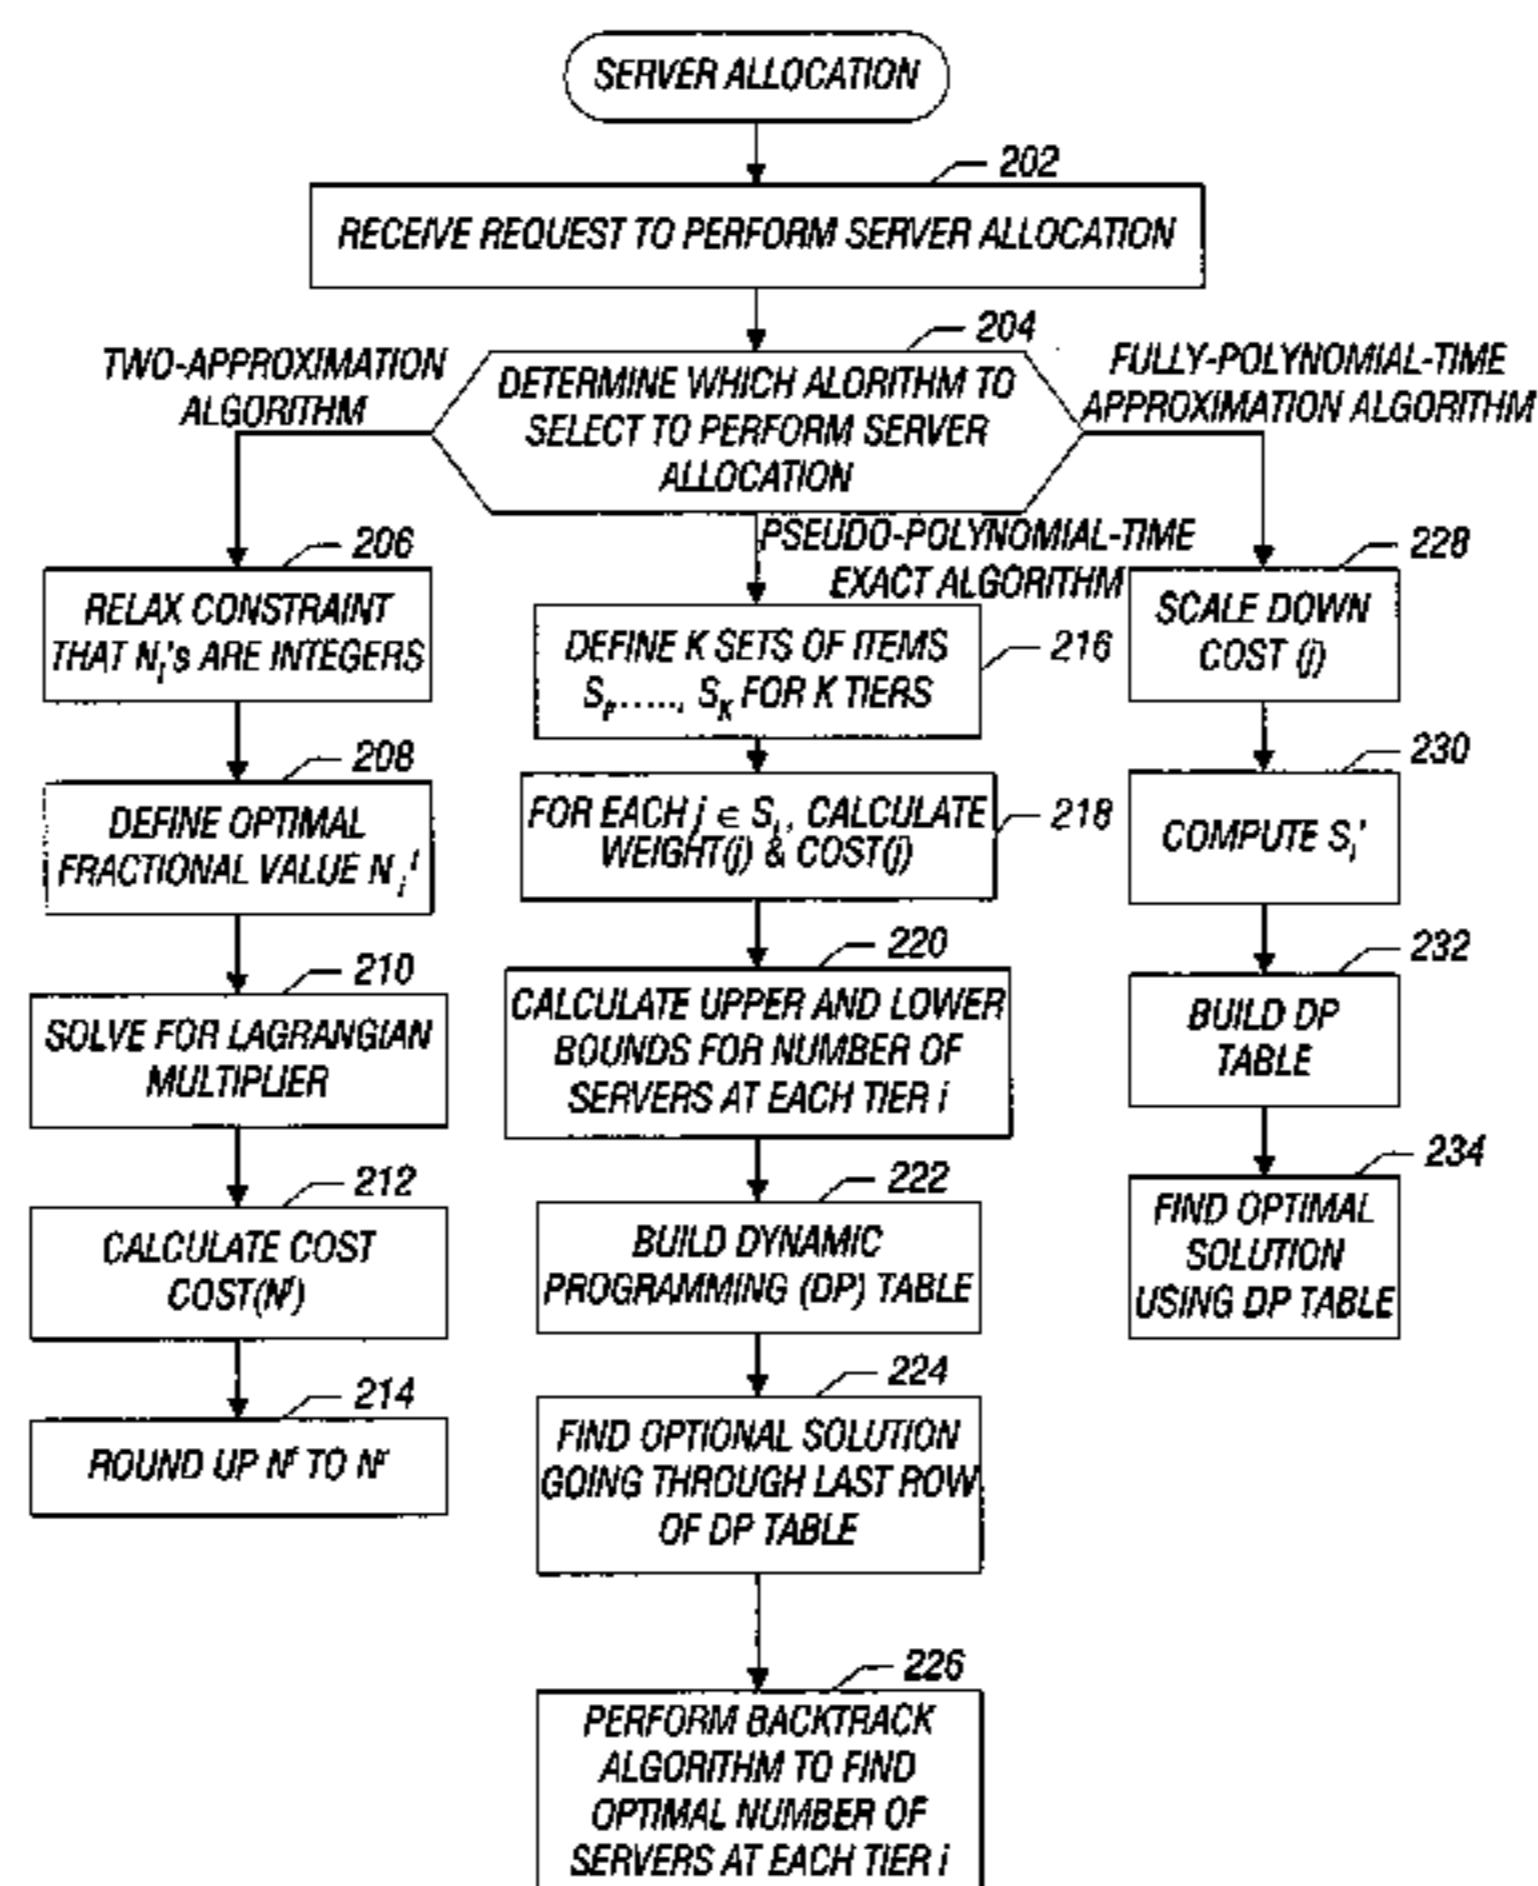 SERVER ALLOCATION
202
RECEIVE REQUEST TO PERFORM SERVER ALLOCATION
204
TWO-APPROXIMATION
ALGORITHM
DETERMINE WHICH ALORITHM TO
SELECT TO PERFORM SERVER
ALLOCATION
FULLY-POLYNOMIAL-TIME
APPROXIMATION ALGORITHM
PSEUDO-POLYNOMIAL-TIME
EXACT ALGORITHM
206
RELAX CONSTRAINT
THAT Ni's ARE INTEGERS
208
DEFINE OPTIMAL
FRACTIONAL VALUE Nif
210
SOLVE FOR LAGRANGIAN
MULTIPLIER
212
CALCULATE COST
COST(Nf)
214
ROUND UP Nf TO Nr
216
DEFINE K SETS OF ITEMS
S1,....., SK FOR K TIERS
218
FOR EACH j ∈ Si, CALCULATE
WEIGHT(j) & COST(j)
220
CALCULATE UPPER AND LOWER
BOUNDS FOR NUMBER OF
SERVERS AT EACH TIER i
222
BUILD DYNAMIC
PROGRAMMING (DP) TABLE
224
FIND OPTIONAL SOLUTION
GOING THROUGH LAST ROW
OF DP TABLE
226
PERFORM BACKTRACK
ALGORITHM TO FIND
OPTIMAL NUMBER OF
SERVERS AT EACH TIER i
228
SCALE DOWN
COST (j)
230
COMPUTE Si'
232
BUILD DP
TABLE
234
FIND OPTIMAL
SOLUTION
USING DP TABLE